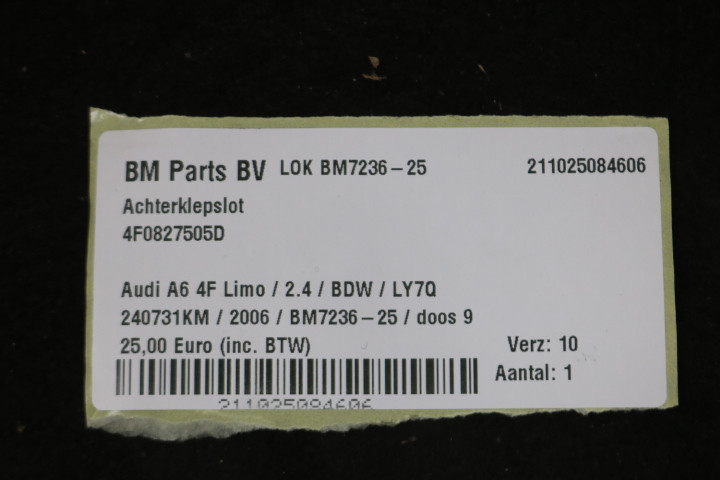 BM Parts BV LOK BM7236-25 211025084606
Achterklepslot
4F0827505D
Audi A6 4F Limo / 2.4 / BDW / LY7Q
240731KM / 2006 / BM7236-25 / doos 9
25,00 Euro (inc. BTW) Verz: 10
Aantal: 1
211025084606